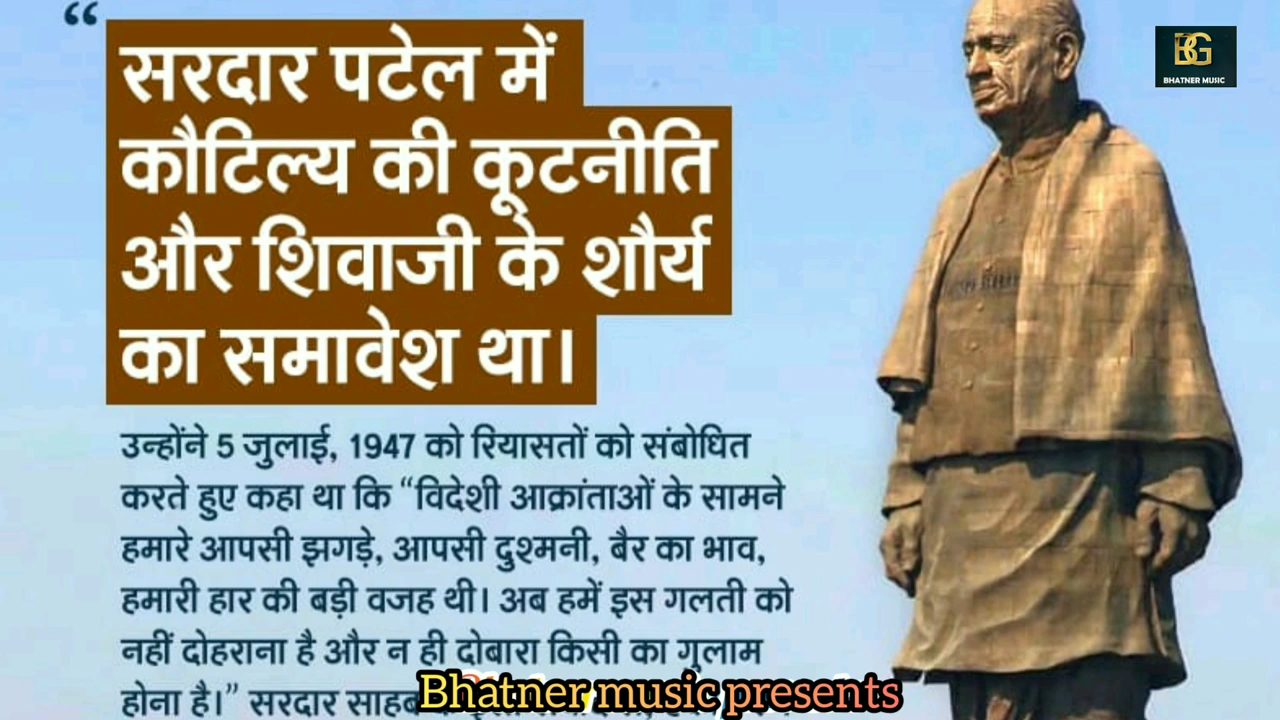 “
सरदार पटेल में
कौटिल्य की कूटनीति
और शिवाजी के शौर्य
का समावेश था।
उन्होंने 5 जुलाई, 1947 को रियासतों को संबोधित
करते हुए कहा था कि “विदेशी आक्रांताओं के सामने
हमारे आपसी झगड़े, आपसी दुश्मनी, बैर का भाव,
हमारी हार की बड़ी वजह थी। अब हमें इस गलती को
नहीं दोहराना है और न ही दोबारा किसी का गुलाम
होना है।” सरदार साहब
Bhatner music presents
BG
BHATNER MUSIC